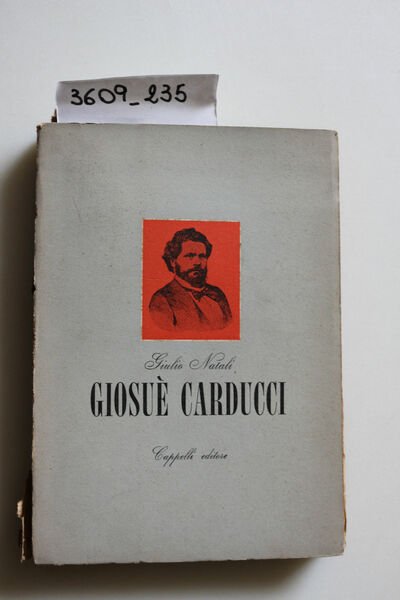 3609_235
Giulio Natali
GIOSUÈ CARDUCCI
Cappelli editore